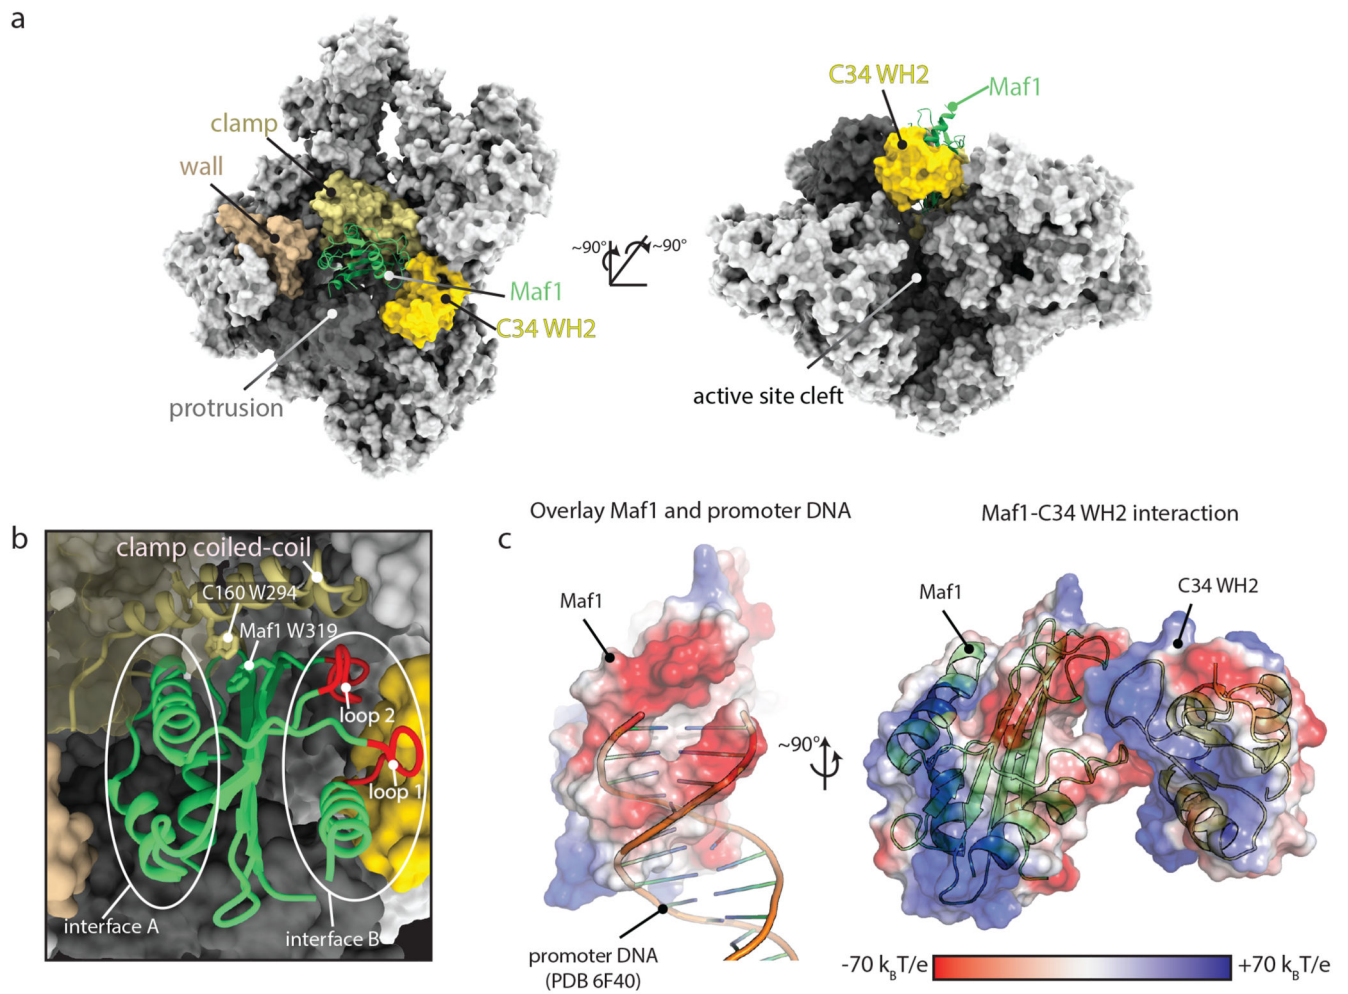 a
clamp
wall
Maf1
C34 WH2
protrusion
~90°
~90°
C34 WH2
Maf1
active site cleft
b
clamp coiled-coil
C160 W294
Maf1 W319
loop 2
loop 1
interface A
interface B
c
Overlay Maf1 and promoter DNA
Maf1
promoter DNA
(PDB 6F40)
~90°
Maf1-C34 WH2 interaction
Maf1
C34 WH2
-70 kBT/e
+70 kBT/e